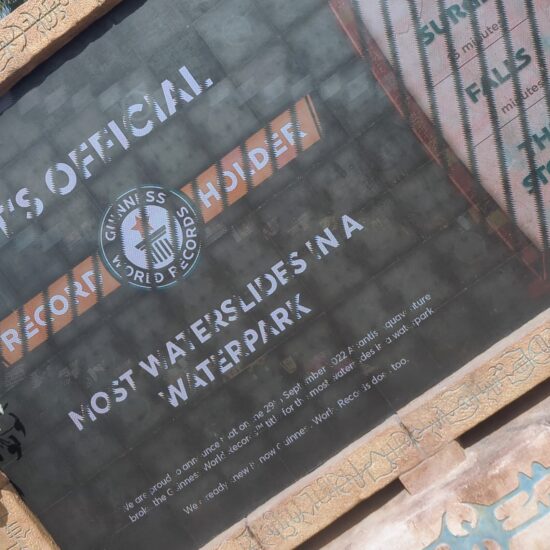 'S OFFICIAL
RECORD HOLDER
GUINNESS
WORLD RECORDS
MOST WATERSLIDES IN A
WATERPARK
We are proud to announce that on the 29th September 2022 Atlantis Aquaventure
broke the Guinness World Records™ title for the most waterslides in a waterpark
We already knew it, now Guinness World Records does, too.
minutes
FALLS
minutes